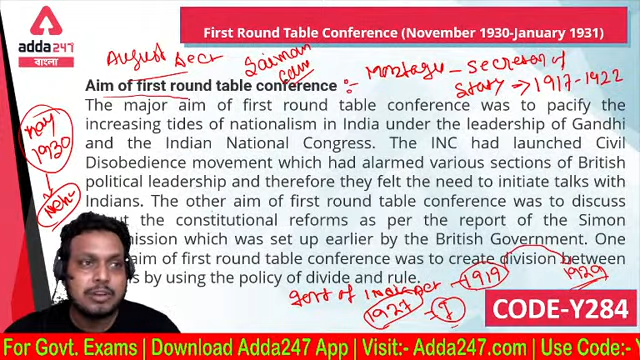 First Round Table Conference (November 1930-January 1931)
adda247
বাংলা
August Decl
Saiman
Com
Aim of first round table conference :- Montagu - Secretary of
State → 1917-1922
The major aim of first round table conference was to pacify the
increasing tides of nationalism in India under the leadership of Gandhi
and the Indian National Congress. The INC had launched Civil
Disobedience movement which had alarmed various sections of British
political leadership and therefore they felt the need to initiate talks with
Indians. The other aim of first round table conference was to discuss
the constitutional reforms as per the report of the Simon
mission which was set up earlier by the British Government. One
aim of first round table conference was to create division between
by using the policy of divide and rule.
Nov
1930
Nehru
Govt of India Act - 1919
1929
1927
CODE-Y284
For Govt. Exams | Download Adda247 App | Visit:- Adda247.com | Use Code:- Y